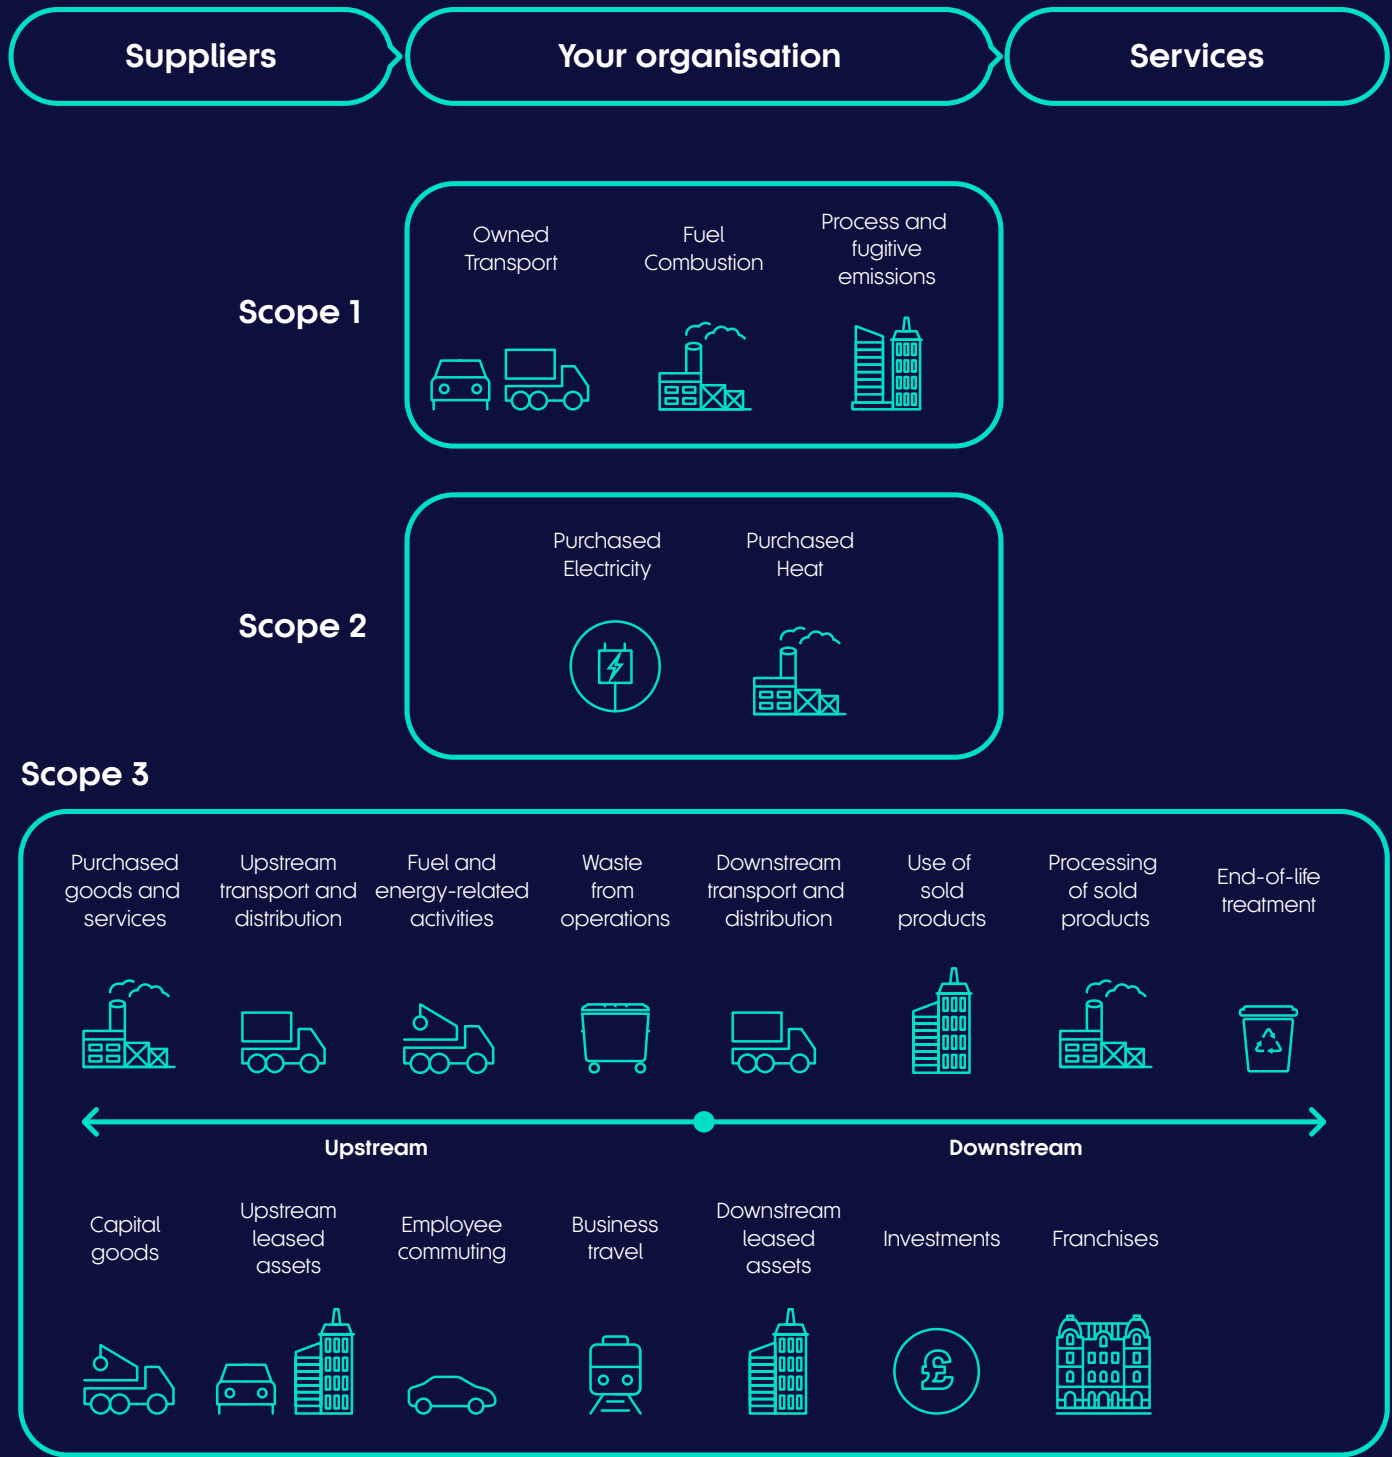 Suppliers
Your organisation
Services
Scope 1
Owned
Transport
Fuel
Combustion
Process and
fugitive
emissions
Scope 2
Purchased
Electricity
Purchased
Heat
Scope 3
Purchased
goods and
services
Upstream
transport and
distribution
Fuel and
energy-related
activities
Waste
from
operations
Downstream
transport and
distribution
Use of
sold
products
Processing
of sold
products
End-of-life
treatment
Upstream
Downstream
Capital
goods
Upstream
leased
assets
Employee
commuting
Business
travel
Downstream
leased
assets
Investments
£
Franchises